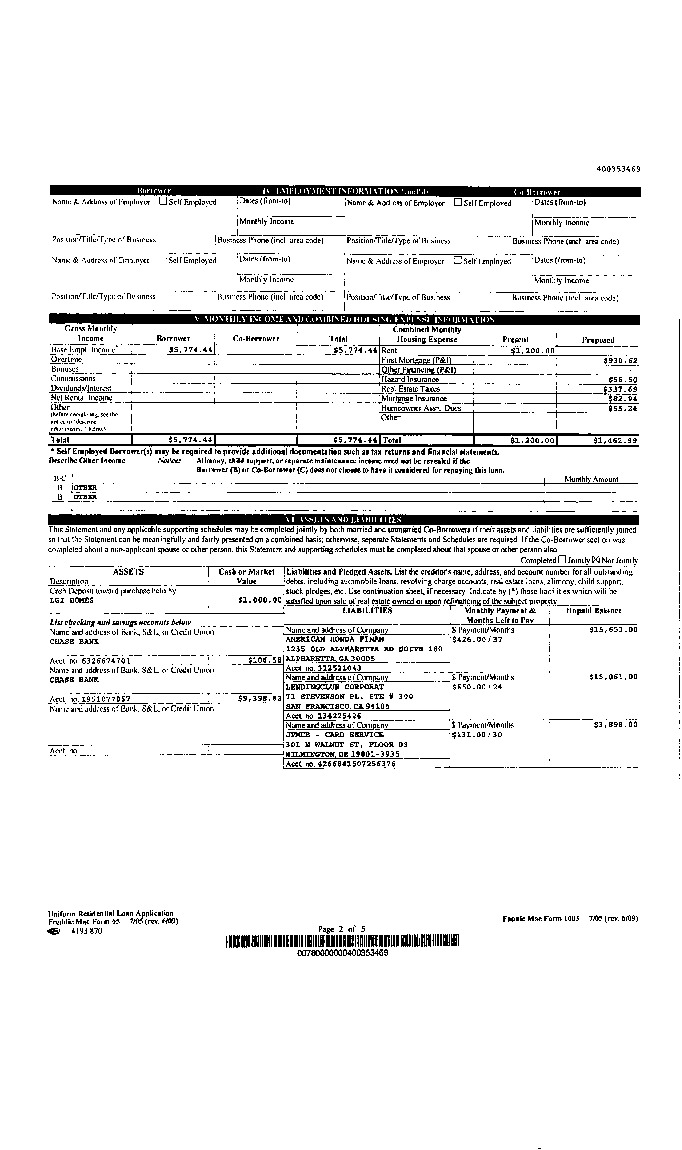 400953469
Borrower IV. EMPLOYMENT INFORMATION (cont'd) Co-Borrower
Name & Address of Employer Self Employed Dates (from-to) Name & Address of Employer Self Employed Dates (from-to)
Monthly Income Monthly Income
Position/Title/Type of Business Business Phone (incl. area code) Position/Title/Type of Business Business Phone (incl. area code)
Name & Address of Employer Self Employed Dates (from-to) Name & Address of Employer Self Employed Dates (from-to)
Monthly Income Monthly Income
Position/Title/Type of Business Business Phone (incl. area code) Position/Title/Type of Business Business Phone (incl. area code)
V. MONTHLY INCOME AND COMBINED HOUSING EXPENSE INFORMATION
Gross Monthly Income Borrower Co-Borrower Total Combined Monthly Housing Expense Present Proposed
Base Empl. Income* $5,774.44 $5,774.44 Rent $1,200.00
Overtime First Mortgage (P&I) $930.62
Bonuses Other Financing (P&I)
Commissions Hazard Insurance $56.50
Dividends/Interest Real Estate Taxes $337.69
Net Rental Income Mortgage Insurance $82.94
Other Homeowner Assn. Dues $55.24
(before completing, see the Other:
Total $5,774.44 $5,774.44 Total $1,200.00 $1,462.99
* Self Employed Borrower(s) may be required to provide additional documentation such as tax returns and financial statements.
Describe Other Income Notice: Alimony, child support, or separate maintenance income need not be revealed if the
Borrower (B) or Co-Borrower (C) does not choose to have it considered for repaying this loan.
B/C Monthly Amount
B OTHER
B OTHER
VI. ASSETS AND LIABILITIES
This Statement and any applicable supporting schedules may be completed jointly by both married and unmarried Co-Borrowers if their assets and liabilities are sufficiently joined
so that the Statement can be meaningfully and fairly presented on a combined basis; otherwise, separate Statements and Schedules are required. If the Co-Borrower section was
completed about a non-applicant spouse or other person, this Statement and supporting schedules must be completed about that spouse or other person also.
Completed Jointly Not Jointly
ASSETS Cash or Market Value
Description
Cash Deposit toward purchase held by
LGI HOMES $1,000.00
List checking and savings accounts below
Name and address of Bank, S&L, or Credit Union
CHASE BANK
Acct. no. 6326674701 $106.58
Name and address of Bank, S&L, or Credit Union
CHASE BANK
Acct. no. 1951077057 $9,398.82
Name and address of Bank, S&L, or Credit Union
Acct. no.
Liabilities and Pledged Assets. List the creditor's name, address, and account number for all outstanding
debts, including automobile loans, revolving charge accounts, real estate loans, alimony, child support,
stock pledges, etc. Use continuation sheet, if necessary. Indicate by (*) those liabilities which will be
satisfied upon sale of real estate owned or upon refinancing of the subject property.
LIABILITIES Monthly Payment & Months Left to Pay Unpaid Balance
Name and address of Company $ Payment/Months $15,633.00
AMERICAN HONDA FINAN $426.00/37
1235 OLD ALPHARETTA RD SUITE 180
ALPHARETTA, GA 30005
Acct. no. 312521043
Name and address of Company $ Payment/Months $15,061.00
LENDINGCLUB CORPORAT $650.00/24
71 STEVENSON PL. STE # 300
SAN FRANCISCO, CA 94105
Acct. no. 134225426
Name and address of Company $ Payment/Months $3,898.00
JPMCB - CARD SERVICE $131.00/30
301 N WALNUT ST, FLOOR 09
WILMINGTON, DE 19801-3935
Acct. no. 4266841507256376
Uniform Residential Loan Application
Freddie Mac Form 65 7/05 (rev. 6/09) Fannie Mae Form 1003 7/05 (rev. 6/09)
4193 870 Page 2 of 5
00780000000400953469